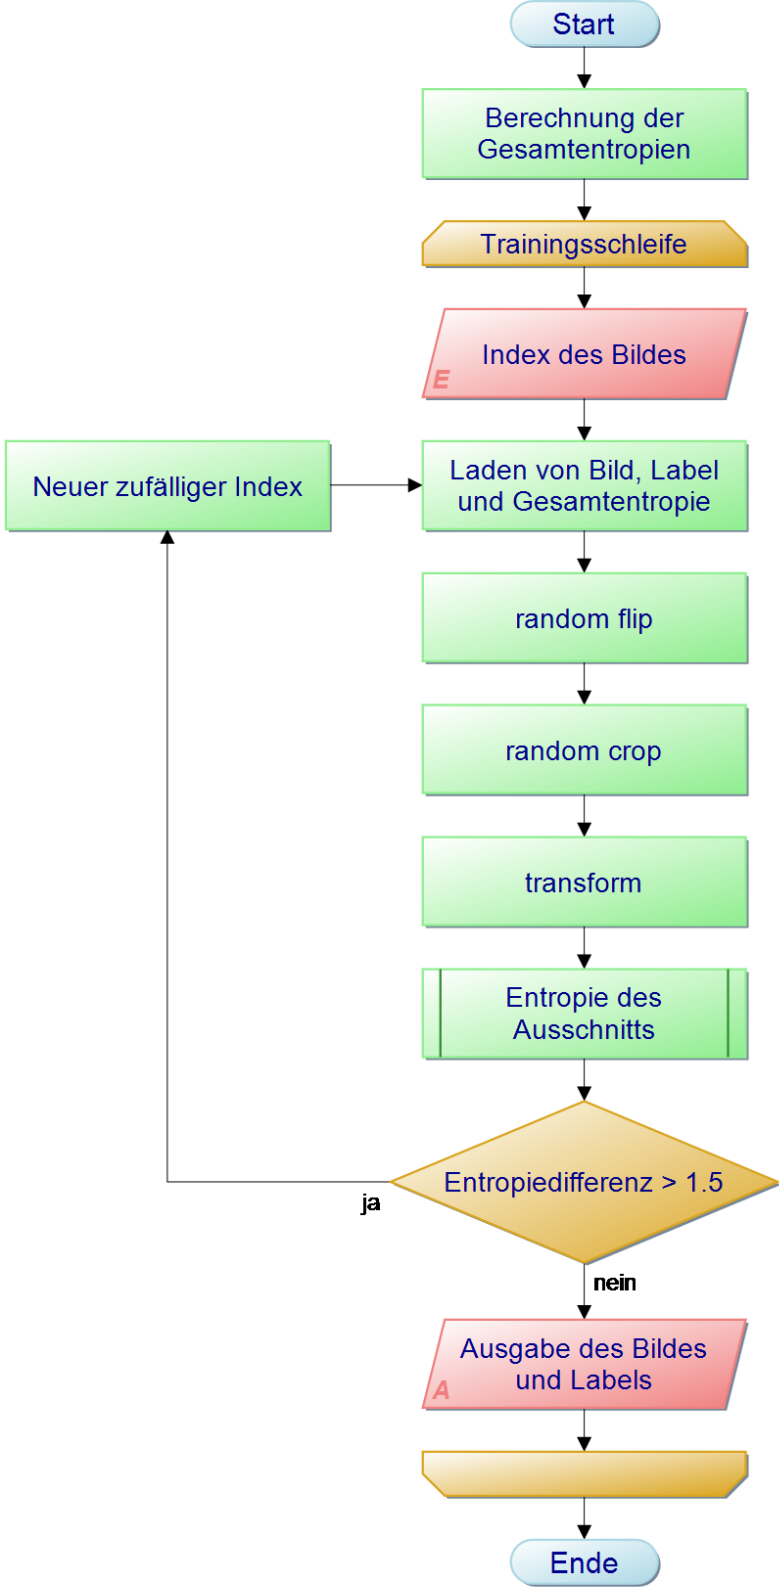 Start
Berechnung der
Gesamtentropien
Trainingsschleife
Index des Bildes
E
Neuer zufälliger Index
Laden von Bild, Label
und Gesamtentropie
random flip
random crop
transform
Entropie des
Ausschnitts
Entropiedifferenz > 1.5
ja
nein
Ausgabe des Bildes
und Labels
A
Ende